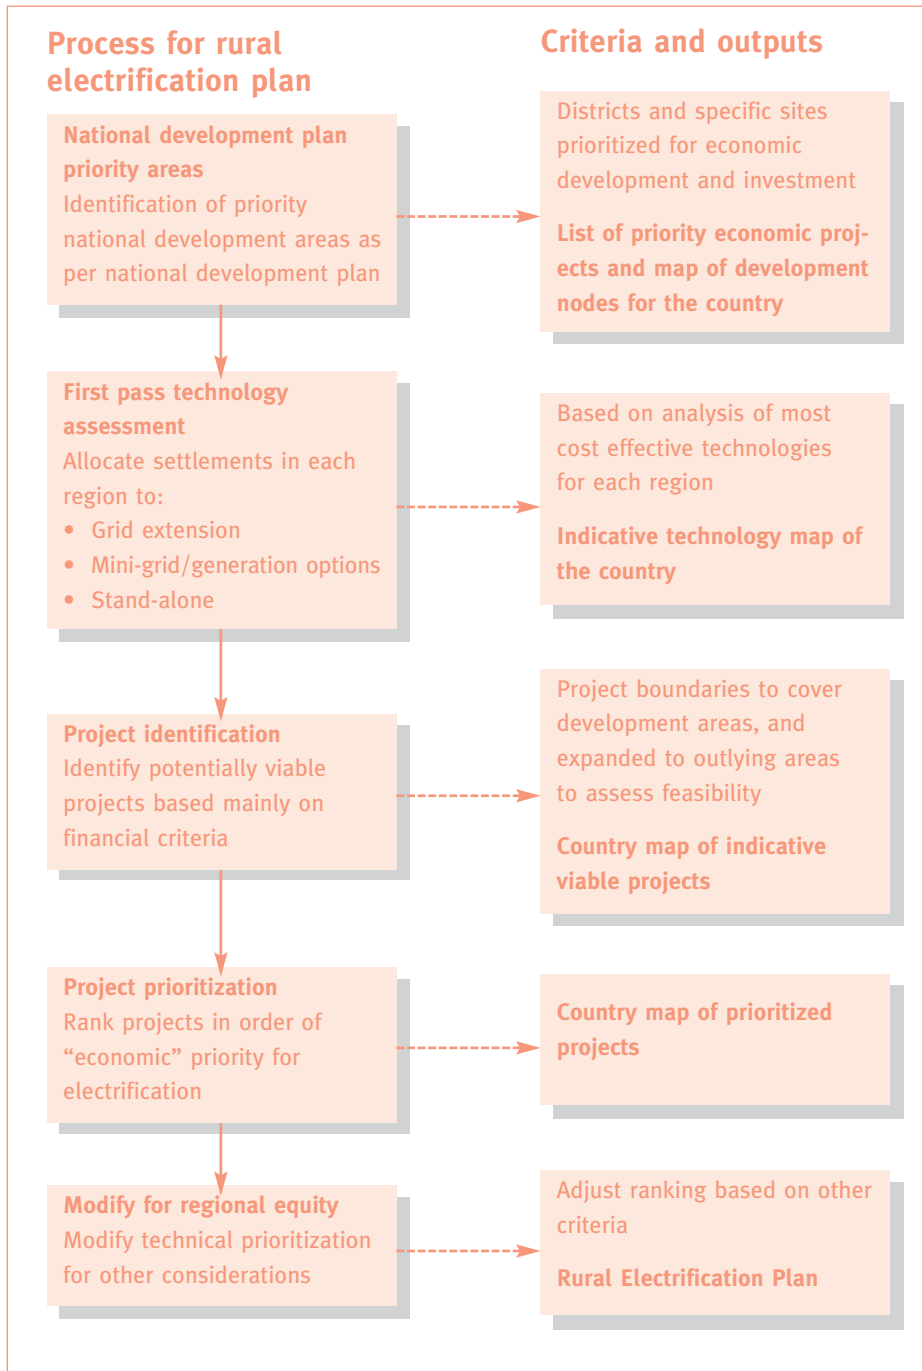 Process for rural
electrification plan
National development plan
priority areas
Identification of priority
national development areas as
per national development plan
First pass technology
assessment
Allocate settlements in each
region to:
• Grid extension
• Mini-grid/generation options
• Stand-alone
Project identification
Identify potentially viable
projects based mainly on
financial criteria
Project prioritization
Rank projects in order of
“economic” priority for
electrification
Modify for regional equity
Modify technical prioritization
for other considerations
Criteria and outputs
Districts and specific sites
prioritized for economic
development and investment
List of priority economic proj-
ects and map of development
nodes for the country
Based on analysis of most
cost effective technologies
for each region
Indicative technology map of
the country
Project boundaries to cover
development areas, and
expanded to outlying areas
to assess feasibility
Country map of indicative
viable projects
Country map of prioritized
projects
Adjust ranking based on other
criteria
Rural Electrification Plan